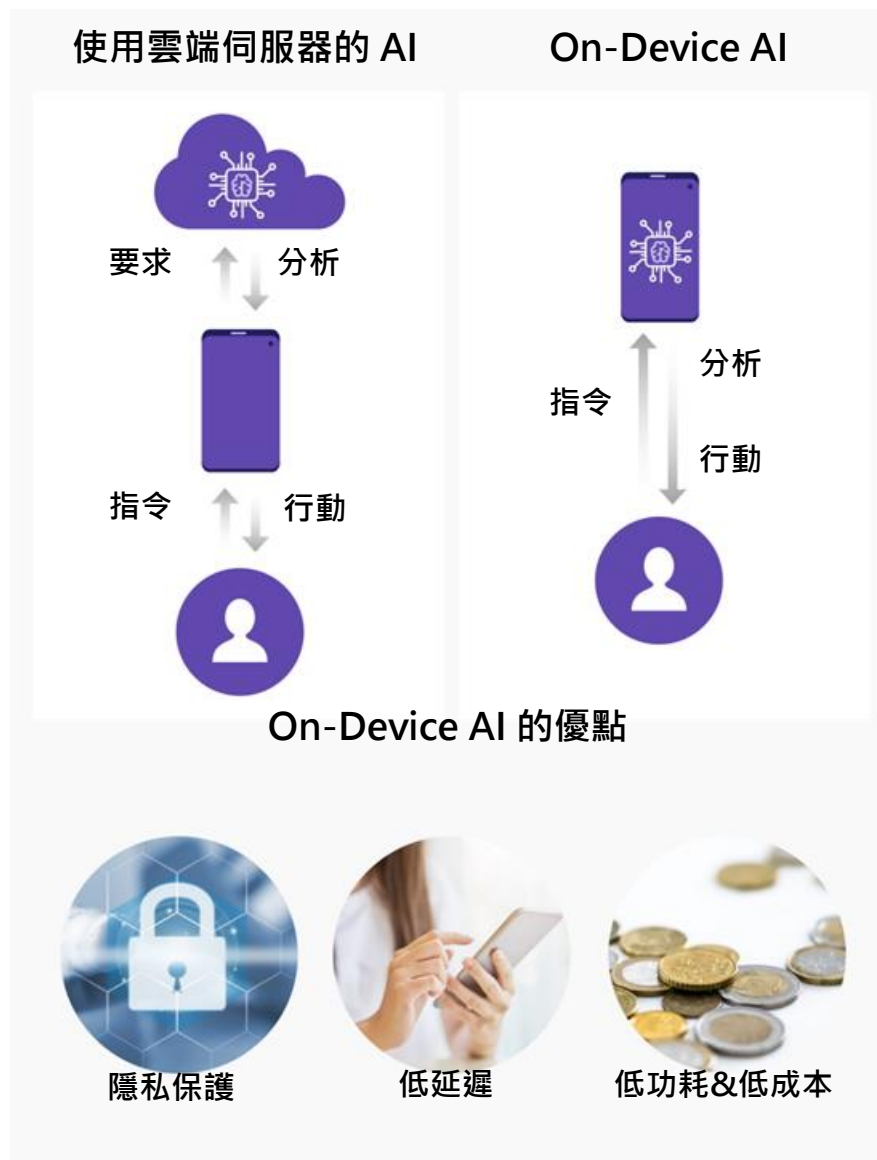 使用雲端伺服器的 AI
On-Device AI
要求
分析
指令
行動
指令
分析
行動
On-Device AI 的優點
隱私保護
低延遲
低功耗&低成本